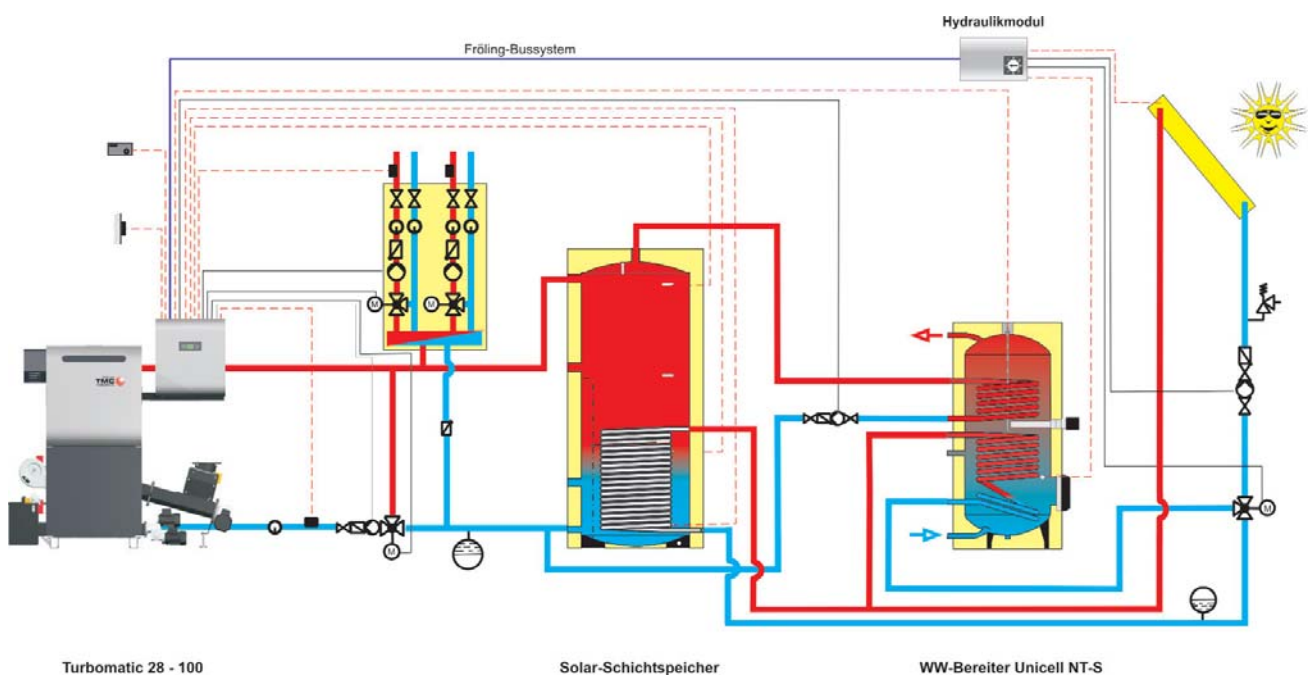 Hydraulikmodul
Fröling-Bussystem
M
M
TMC
M
M
Turbomatic 28 - 100
Solar-Schichtspeicher
WW-Bereiter Unicell NT-S